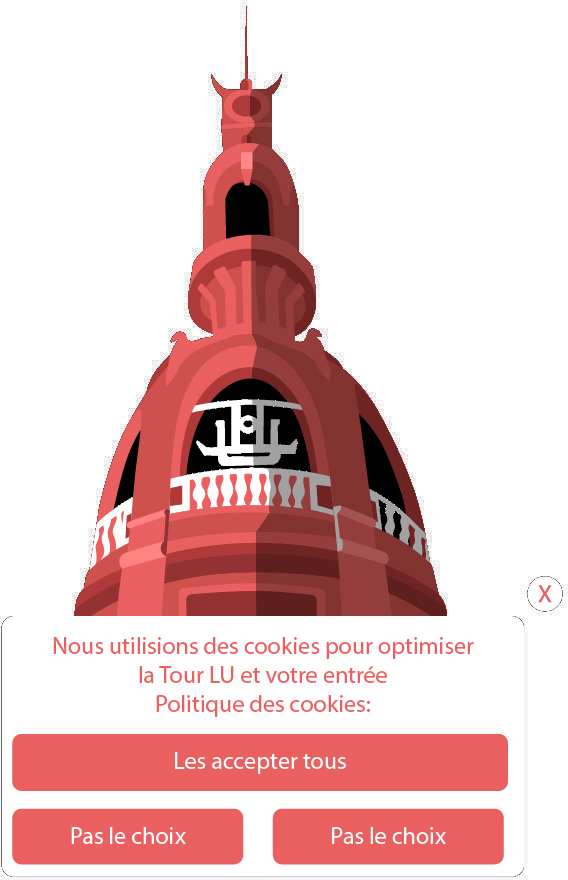 X
Nous utilisions des cookies pour optimiser
la Tour LU et votre entrée
Politique des cookies:
Les accepter tous
Pas le choix
Pas le choix